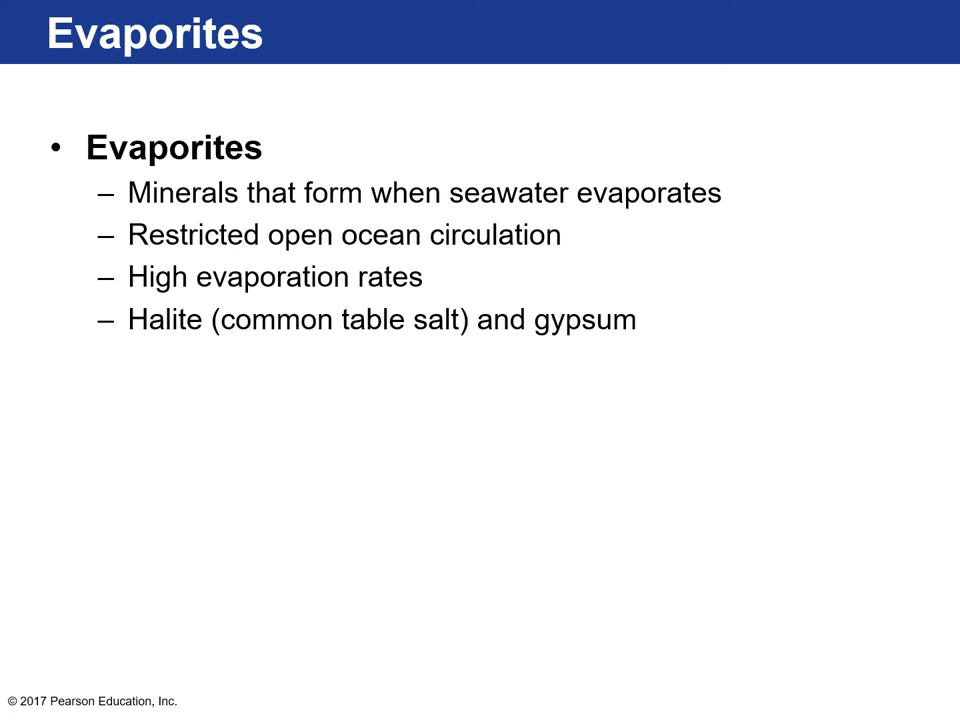 Evaporites
• Evaporites
– Minerals that form when seawater evaporates
– Restricted open ocean circulation
– High evaporation rates
– Halite (common table salt) and gypsum
© 2017 Pearson Education, Inc.